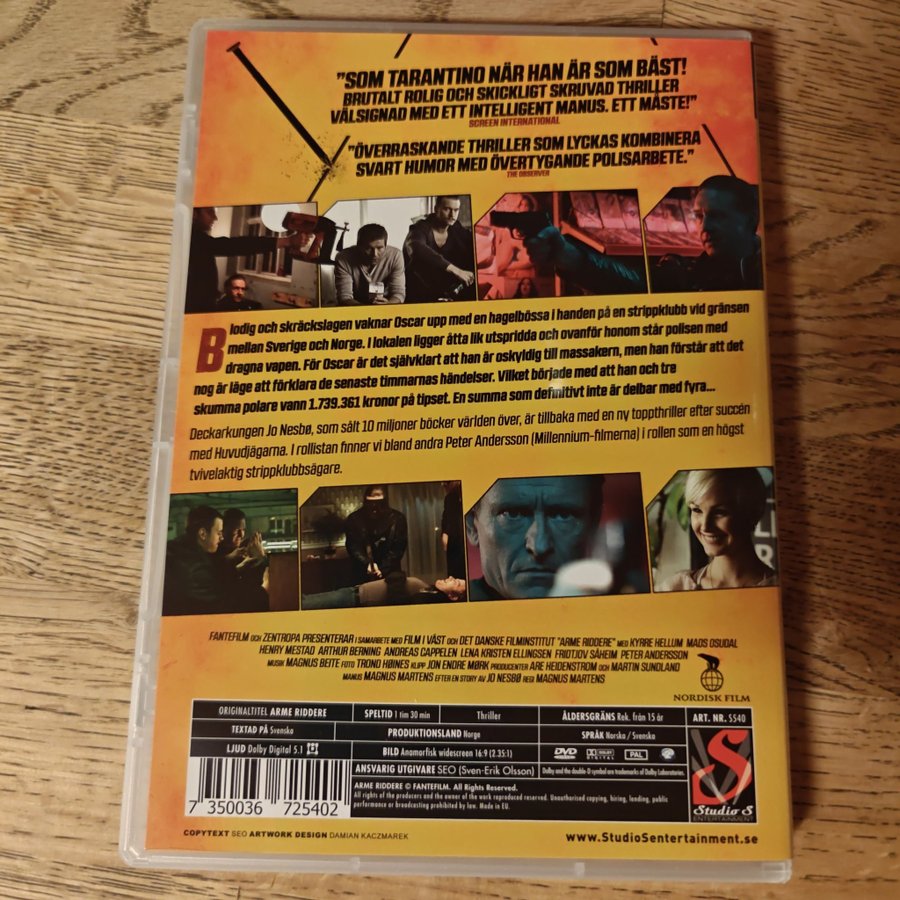 "SOM TARANTINO NÄR HAN ÄR SOM BÄST!
BRUTALT ROLIG OCH SKICKLIGT SKRUVAD THRILLER
VÄLSIGNAD MED ETT INTELLIGENT MANUS. ETT MÅSTE!"
SCREEN INTERNATIONAL
"ÖVERRASKANDE THRILLER SOM LYCKAS KOMBINERA
SVART HUMOR MED ÖVERTYGANDE POLISARBETE."
THE OBSERVER
Blodig och skräckslagen vaknar Oscar upp med en hagelbössa i handen på en strippklubb vid gränsen
mellan Sverige och Norge. I lokalen ligger åtta lik utspridda och ovanför honom står polisen med
dragna vapen. För Oscar är det självklart att han är oskyldig till massakern, men han förstår att det
nog är läge att förklara de senaste timmarnas händelser. Vilket började med att han och tre
skumma polare vann 1.739.361 kronor på tipset. En summa som definitivt inte är delbar med fyra...
Deckarkungen Jo Nesbø, som sålt 10 miljoner böcker världen över, är tillbaka med en ny toppthriller efter succén
med Huvudjägarna. I rollistan finner vi bland andra Peter Andersson (Millennium-filmerna) i rollen som en högst
tvivelaktig strippklubbsägare.
FANTEFILM OCH ZENTROPA PRESENTERAR I SAMARBETE MED FILM I VÄST OCH DET DANSKE FILMINSTITUT "ARME RIDDERE" MED KYRRE HELLUM MADS OUSDAL
HENRY MESTAD ARTHUR BERNING ANDREAS CAPPELEN LENA KRISTEN ELLINGSEN FRIDTJOV SÅHEIM PETER ANDERSSON
MUSIK MAGNUS BEITE FOTO TROND HØINES KLIPP JON ENDRE MØRK PRODUCENTER ARE HEIDENSTROM OCH MARTIN SUNDLAND
MANUS MAGNUS MARTENS EFTER EN STORY AV JO NESBØ REGI MAGNUS MARTENS
NORDISK FILM
ORIGINALTITEL ARME RIDDERE SPELTID 1 tim 30 min Thriller ÅLDERSGRÄNS Rek. från 15 år ART. NR. SS40
TEXTAD PÅ Svenska PRODUKTIONSLAND Norge SPRÅK Norska / Svenska
LJUD Dolby Digital 5.1 BILD Anamorfisk widescreen 16:9 (2.35:1) DVD VIDEO DOLBY DIGITAL PAL 2
ANSVARIG UTGIVARE SEO (Sven-Erik Olsson) Dolby and the double-D symbol are trademarks of Dolby Laboratories.
ARME RIDDERE © FANTEFILM. All Rights Reserved.
All rights of the producers and the owner of the work reproduced reserved. Unauthorised copying, hiring, lending, public
performance or broadcasting prohibited by law. Made in EU.
7 350036 725402
S
Studio S
ENTERTAINMENT
COPYTEXT SEO ARTWORK DESIGN DAMIAN KACZMAREK
www.StudioSentertainment.se